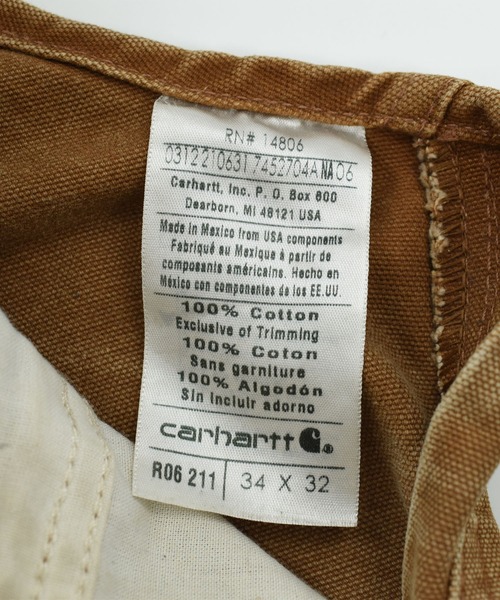 RN# 14806
0312210631 7452704A NA 06
Carhartt, Inc. P. O. Box 600
Dearborn, MI 48121 USA
Made in Mexico from USA components
Fabriqué au Mexique à partir de
composants américains. Hecho en
México con componentes de los EE.UU.
100% Cotton
Exclusive of Trimming
100% Coton
Sans garniture
100% Algodón
Sin incluir adorno
carhartt
R06 211 34 X 32